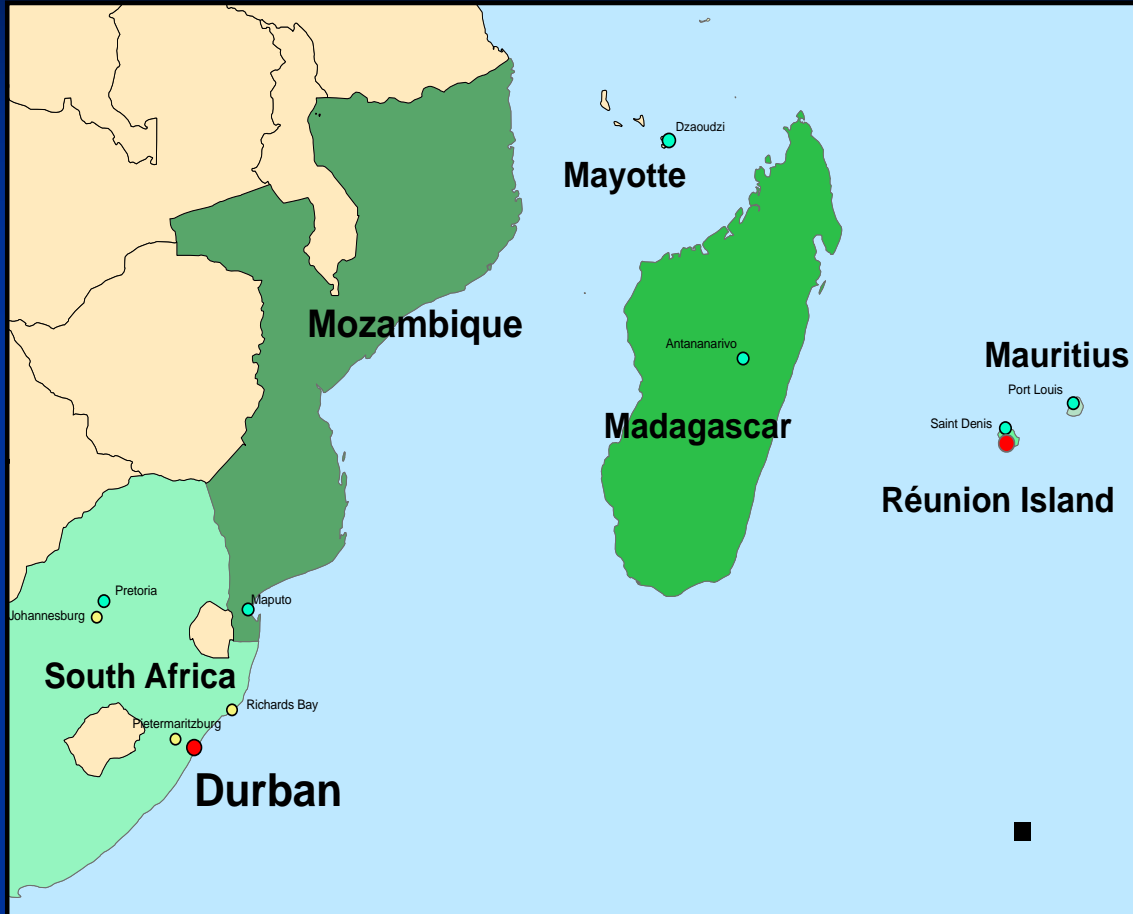 Dzaoudzi
Mayotte
Mozambique
Antananarivo
Mauritius
Port Louis
Madagascar
Saint Denis
Réunion Island
Pretoria
Maputo
Johannesburg
South Africa
Richards Bay
Pietermaritzburg
Durban